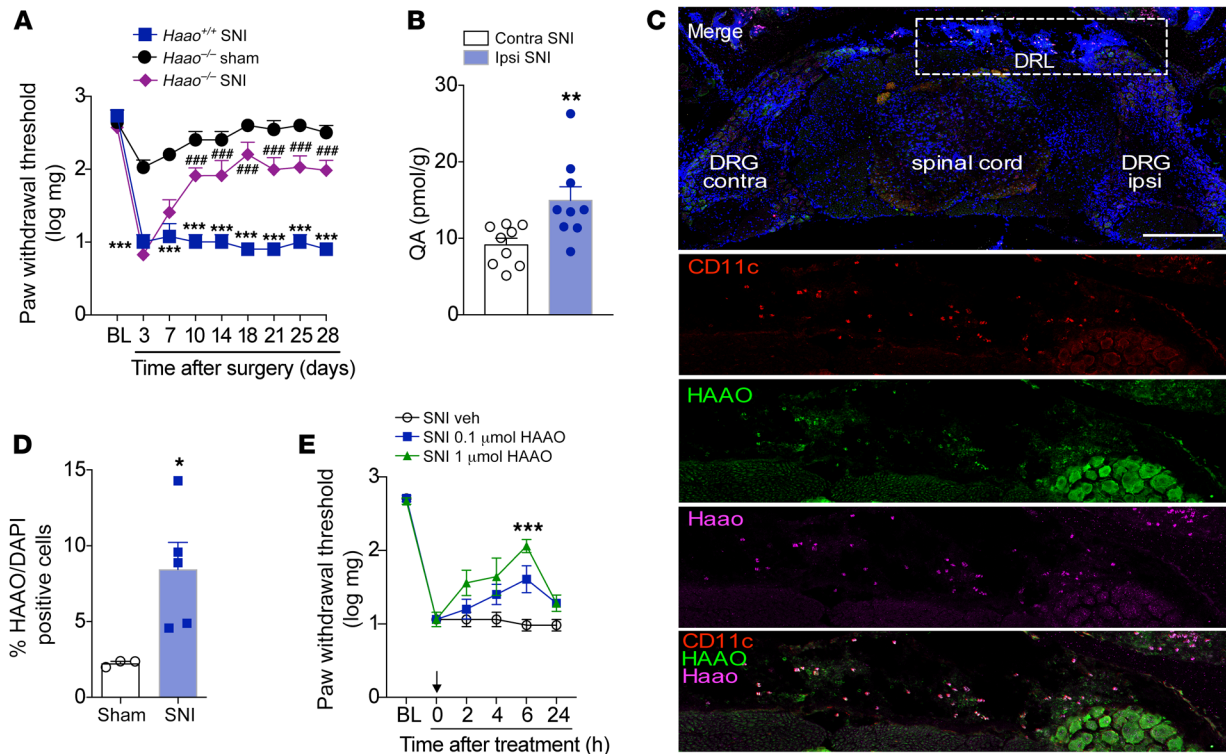 A
Haao+/+ SNI
Haao–/– sham
Haao–/– SNI
Paw withdrawal threshold
(log mg)
3
2
1
0
***
***
***
***
***
***
***
***
###
###
###
###
###
###
BL 3 7 10 14 18 21 25 28
Time after surgery (days)
B
Contra SNI
Ipsi SNI
QA (pmol/g)
30
20
10
0
**
C
Merge
DRL
DRG
contra
spinal cord
DRG
ipsi
CD11c
HAAO
Haao
CD11c
HAAO
Haao
D
% HAAO/DAPI
positive cells
15
10
5
0
*
Sham SNI
E
SNI veh
SNI 0.1 μmol HAAO
SNI 1 μmol HAAO
Paw withdrawal threshold
(log mg)
3
2
1
0
***
BL 0 2 4 6 24
Time after treatment (h)